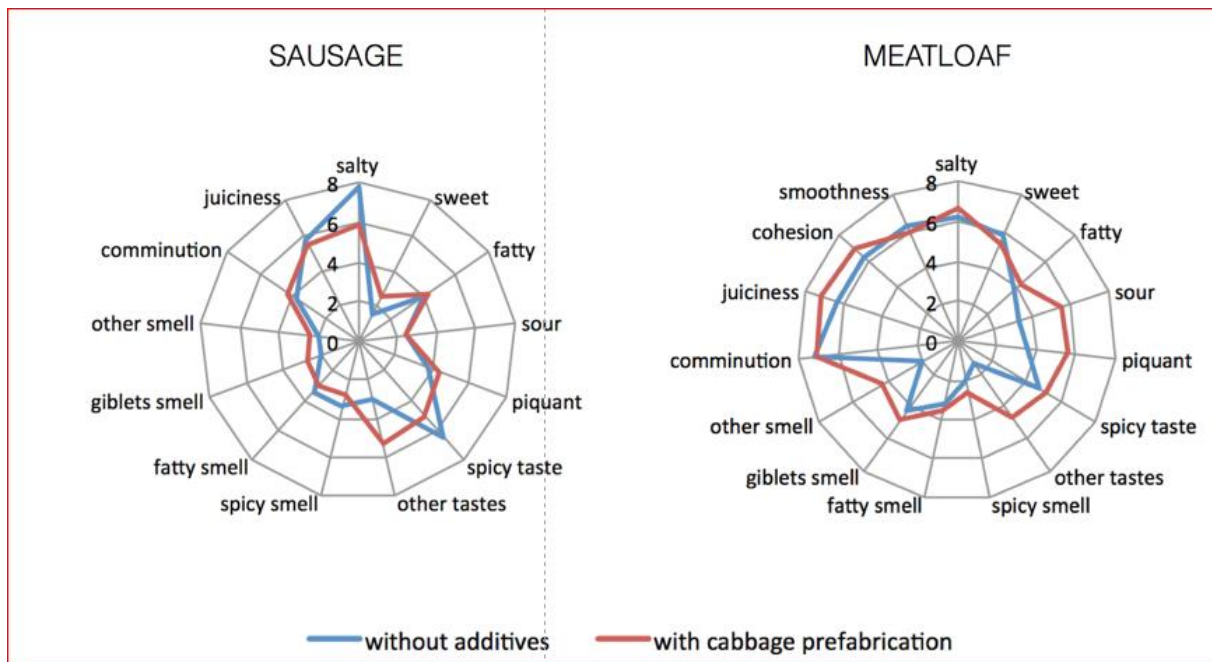 SAUSAGE
salty
sweet
fatty
sour
piquant
spicy taste
other tastes
spicy smell
fatty smell
giblets smell
other smell
comminution
juiciness
8
6
4
2
0
MEATLOAF
salty
sweet
fatty
sour
piquant
spicy taste
other tastes
spicy smell
fatty smell
giblets smell
other smell
comminution
juiciness
cohesion
smoothness
8
6
4
2
0
without additives
with cabbage prefabrication